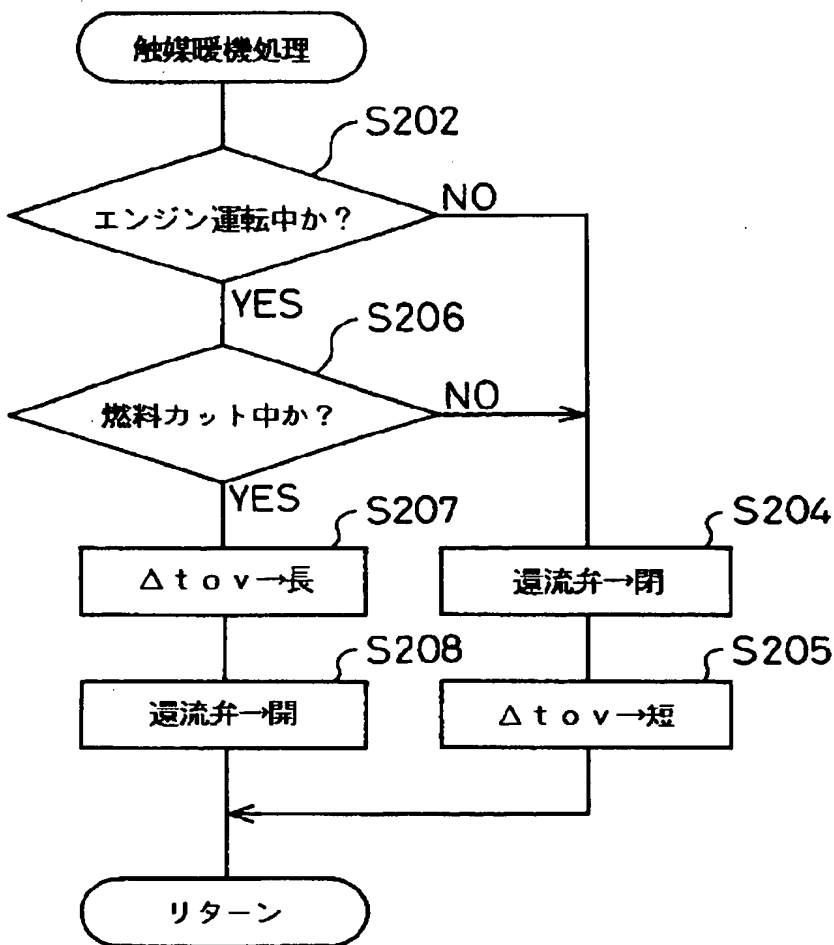 触媒暖機処理
S202
エンジン運転中か？
NO
YES
S206
燃料カット中か？
NO
YES
S207
Δtov→長
S204
還流弁→閉
S208
還流弁→開
S205
Δtov→短
リターン